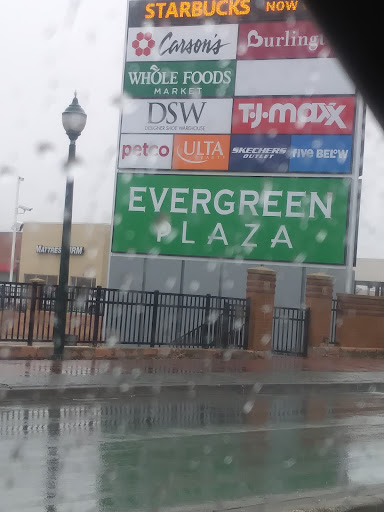 STARBUCKS NOW
Carson's
Burlington
WHOLE FOODS
MARKET
DSW
DESIGNER SHOE WAREHOUSE
T.J.maxx
petco
ULTA
BEAUTY
SKECHERS
OUTLET
five BELOW
EVERGREEN
PLAZA
MATTRESS FIRM